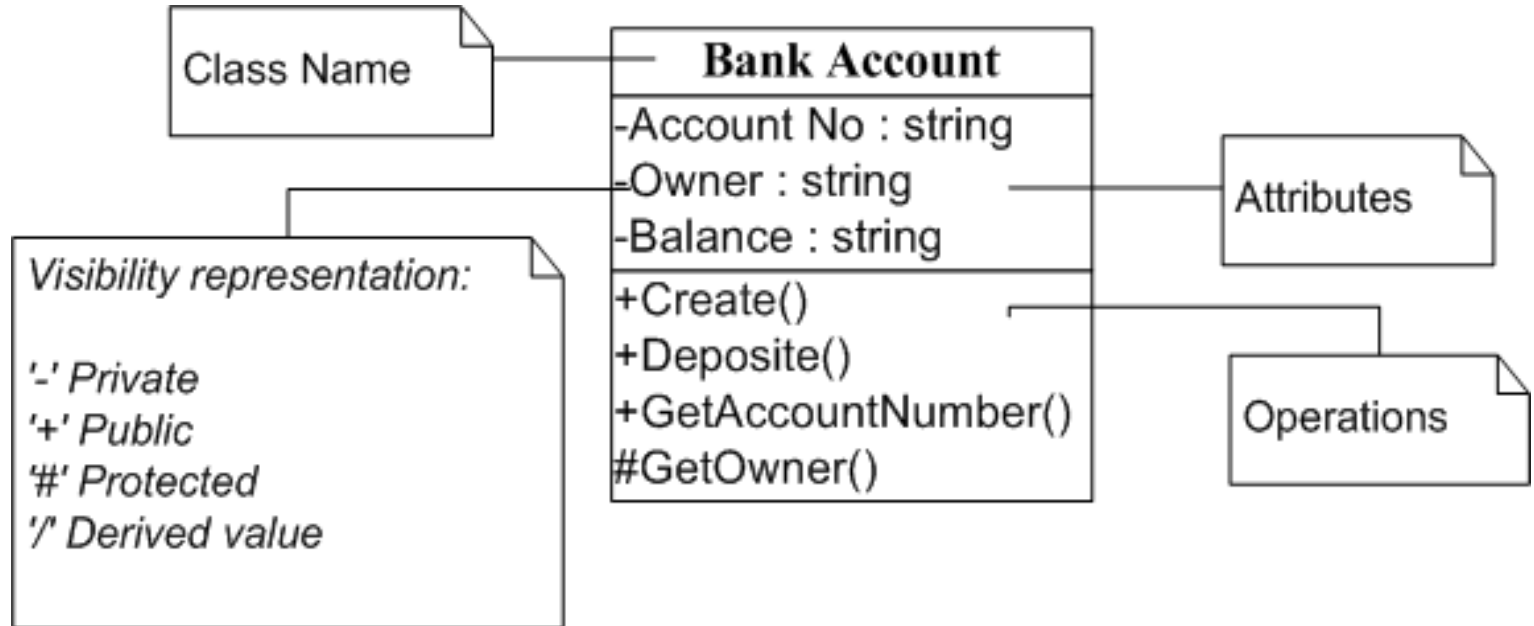 Class Name
Bank Account
-Account No : string
-Owner : string
-Balance : string
Attributes
+Create()
+Deposite()
+GetAccountNumber()
#GetOwner()
Operations
Visibility representation:
'-' Private
'+' Public
'#' Protected
'/' Derived value